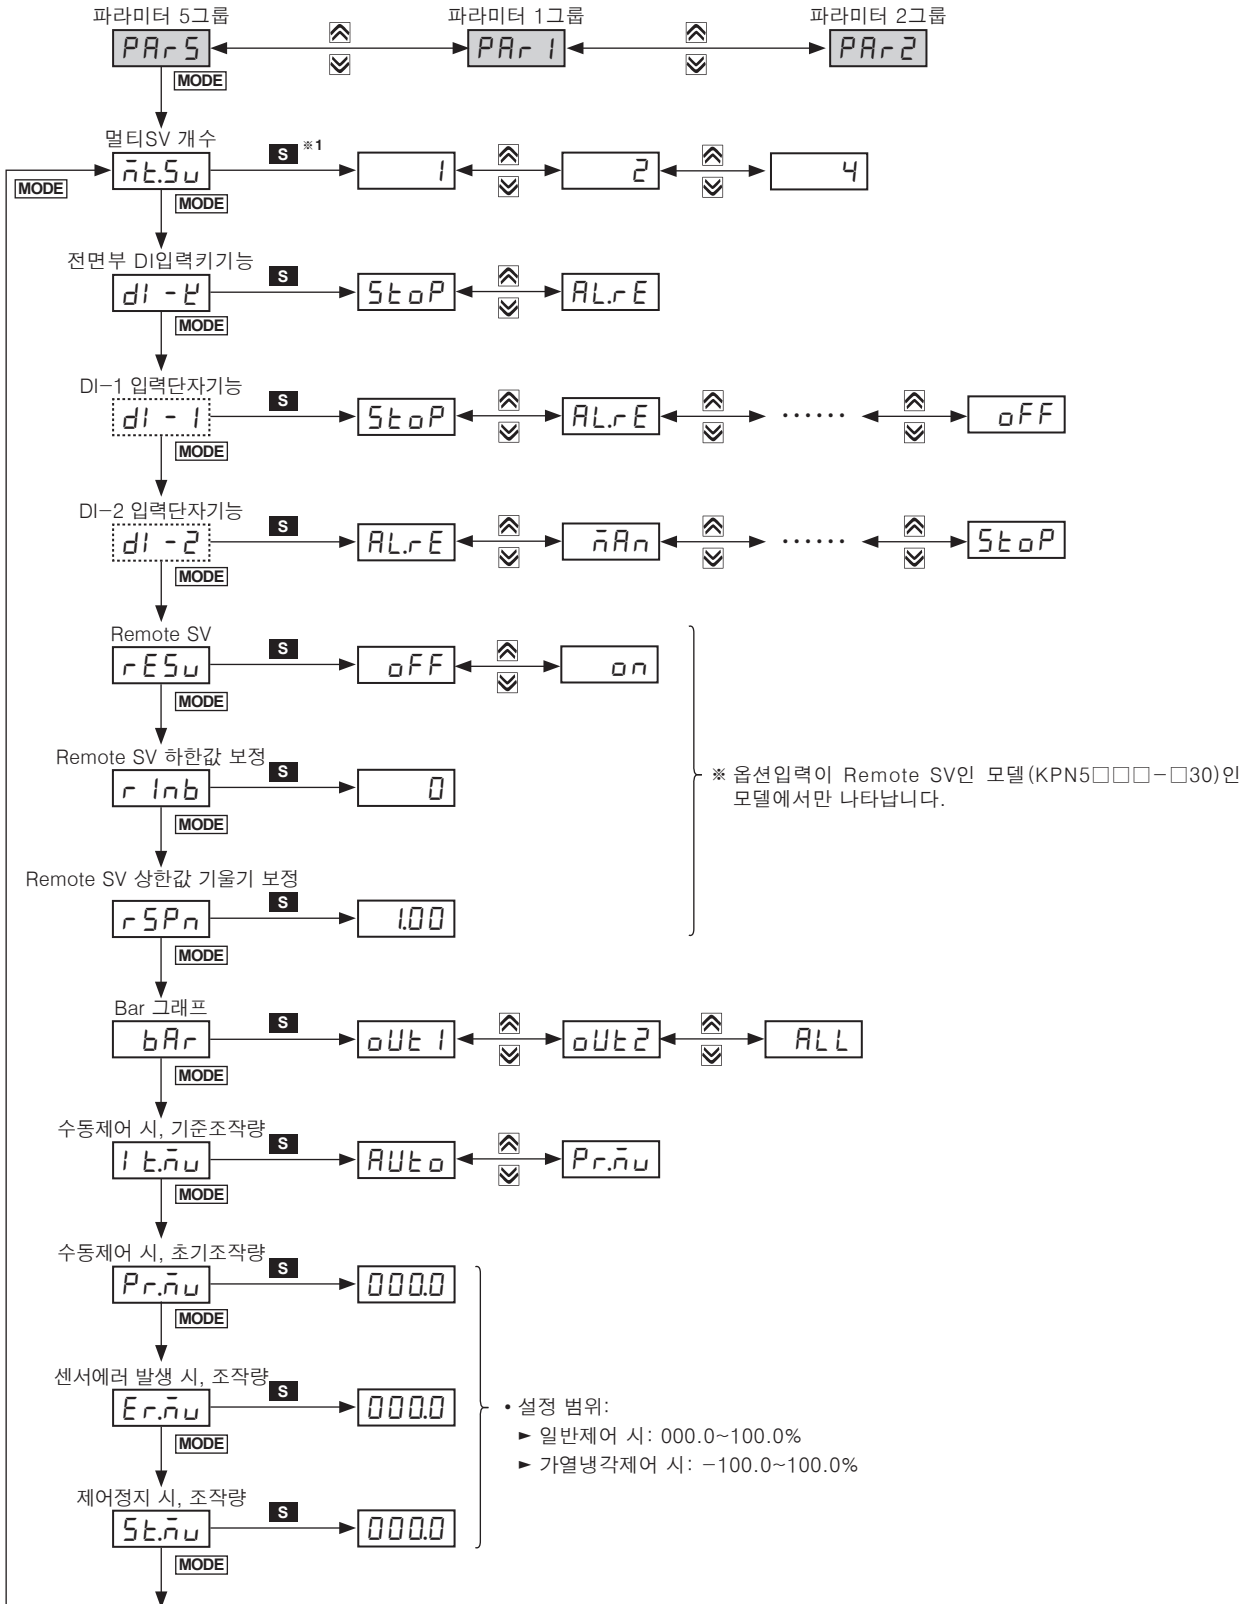 파라미터 5그룹 파라미터 1그룹 파라미터 2그룹
PAr5 PAr1 PAr2
MODE
멀티SV 개수
S ※1
MODE
m̄t.Sv 1 2 4
MODE
전면부 DI입력키기능
S
dI-K StoP AL.rE
MODE
DI-1 입력단자기능
S
dI-1 StoP AL.rE ······ oFF
MODE
DI-2 입력단자기능
S
dI-2 AL.rE m̄An ······ StoP
MODE
Remote SV
S
rESv oFF on
MODE
Remote SV 하한값 보정
S
rInb 0
MODE
※ 옵션입력이 Remote SV인 모델(KPN5□□□-□30)인
모델에서만 나타납니다.
Remote SV 상한값 기울기 보정
S
rSPn 1.00
MODE
Bar 그래프
S
bAr oUt1 oUt2 ALL
MODE
수동제어 시, 기준조작량
S
It.m̄v AUto Pr.m̄v
MODE
수동제어 시, 초기조작량
S
Pr.m̄v 000.0
MODE
센서에러 발생 시, 조작량
S
Er.m̄v 000.0
MODE
• 설정 범위:
► 일반제어 시: 000.0~100.0%
► 가열냉각제어 시: -100.0~100.0%
제어정지 시, 조작량
S
St.m̄v 000.0
MODE